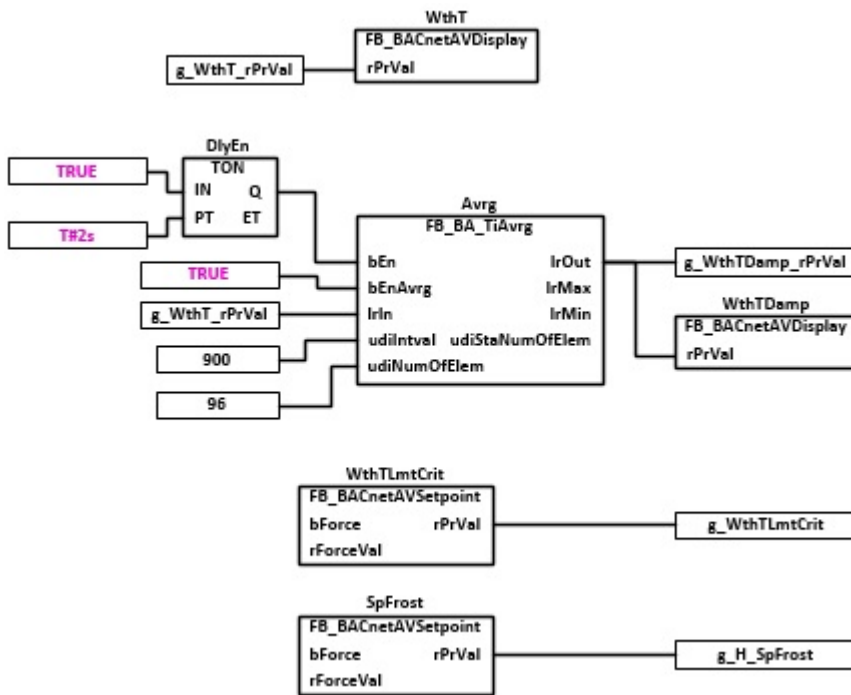 WthT
FB_BACnetAVDisplay
g_WthT_rPrVal
rPrVal
DlyEn
TON
TRUE
IN Q
T#2s
PT ET
Avrg
FB_BA_TiAvrg
bEn lrOut
g_WthTDamp_rPrVal
TRUE
bEnAvrg lrMax
g_WthT_rPrVal
lrIn lrMin
WthTDamp
FB_BACnetAVDisplay
rPrVal
900
udiIntval udiStaNumOfElem
udiNumOfElem
96
WthTLmtCrit
FB_BACnetAVSetpoint
bForce rPrVal
g_WthTLmtCrit
rForceVal
SpFrost
FB_BACnetAVSetpoint
bForce rPrVal
g_H_SpFrost
rForceVal